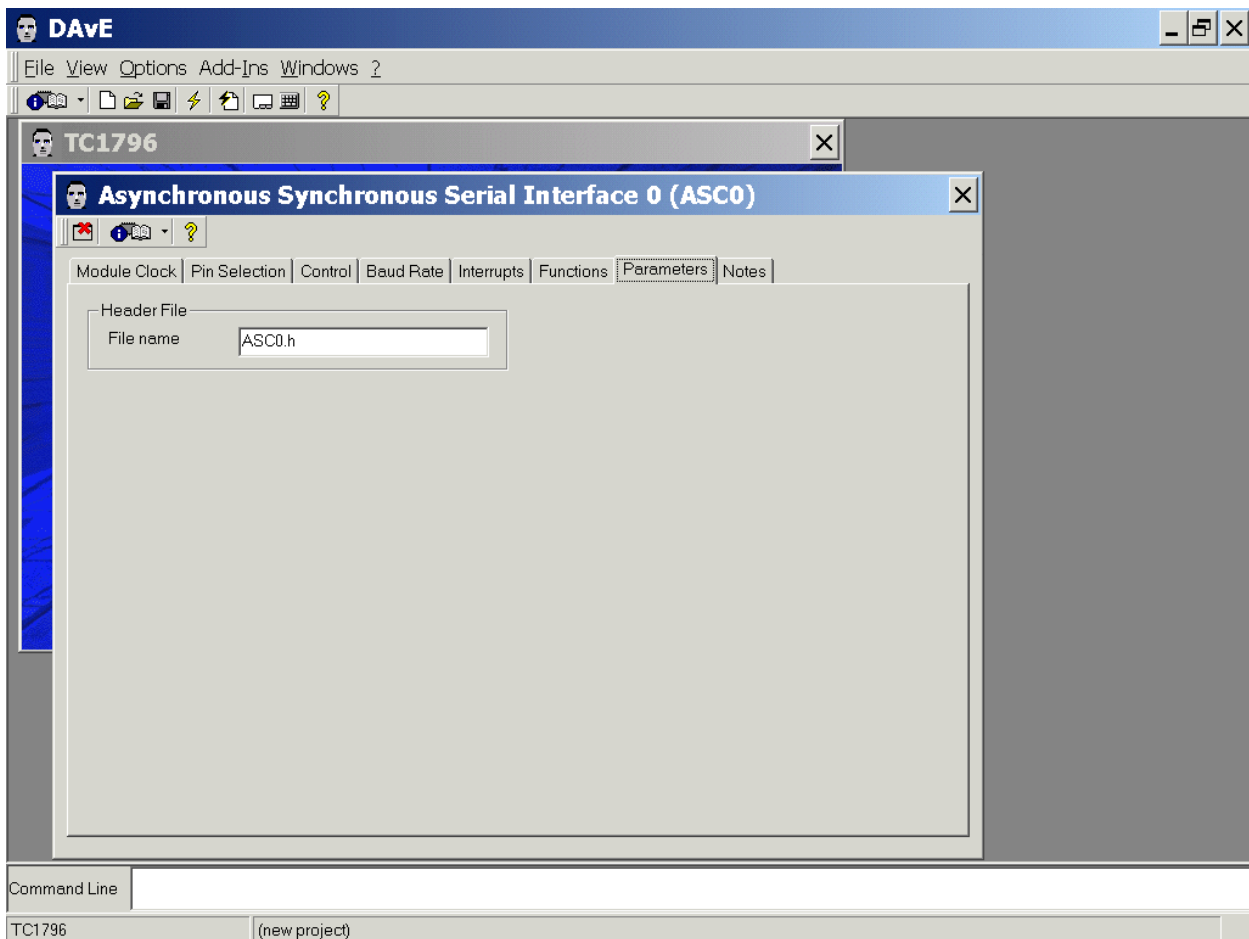 DAvE
File View Options Add-Ins Windows ?
TC1796
Asynchronous Synchronous Serial Interface 0 (ASC0)
Module Clock Pin Selection Control Baud Rate Interrupts Functions Parameters Notes
Header File
File name ASC0.h
Command Line
TC1796 (new project)